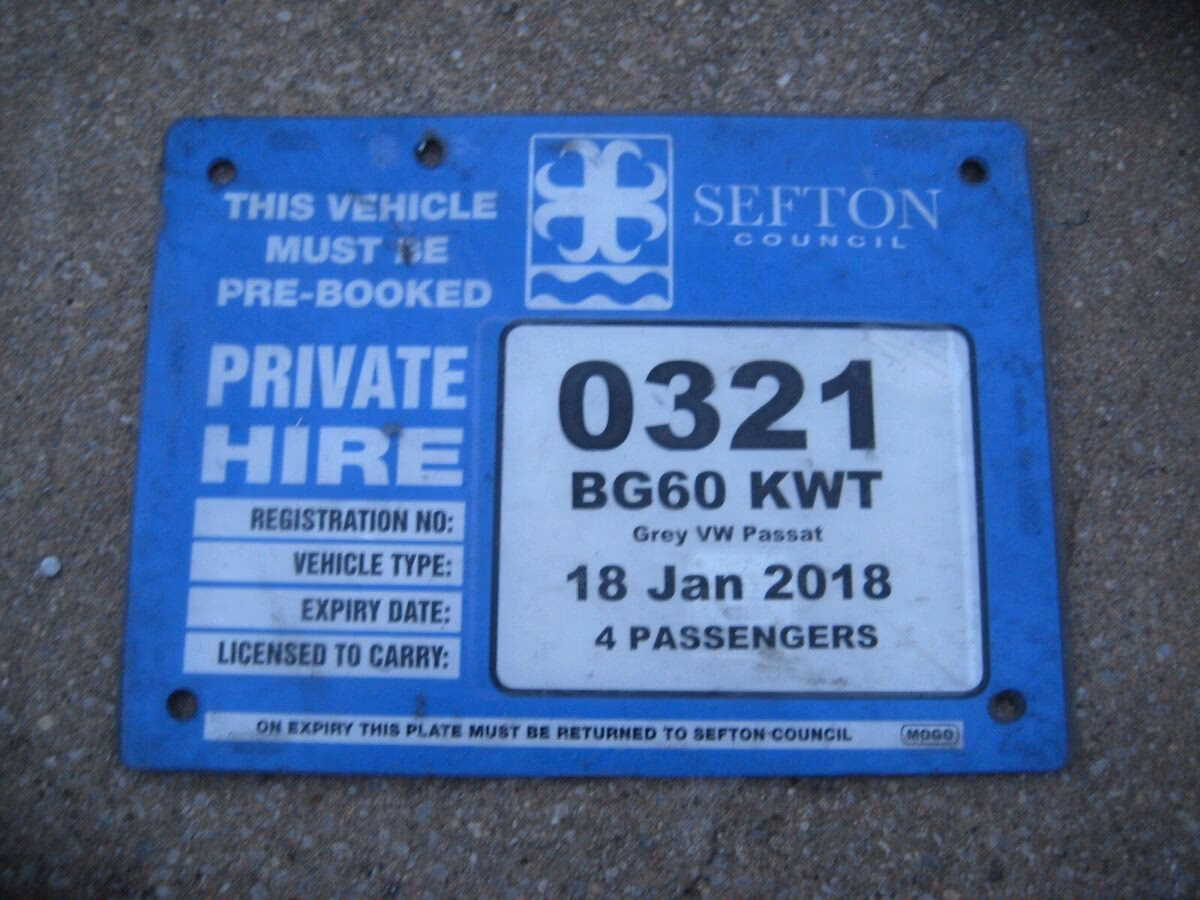 THIS VEHICLE
MUST BE
PRE-BOOKED
SEFTON
COUNCIL
PRIVATE
HIRE
0321
REGISTRATION NO: BG60 KWT
VEHICLE TYPE: Grey VW Passat
EXPIRY DATE: 18 Jan 2018
LICENSED TO CARRY: 4 PASSENGERS
ON EXPIRY THIS PLATE MUST BE RETURNED TO SEFTON COUNCIL
MOGO